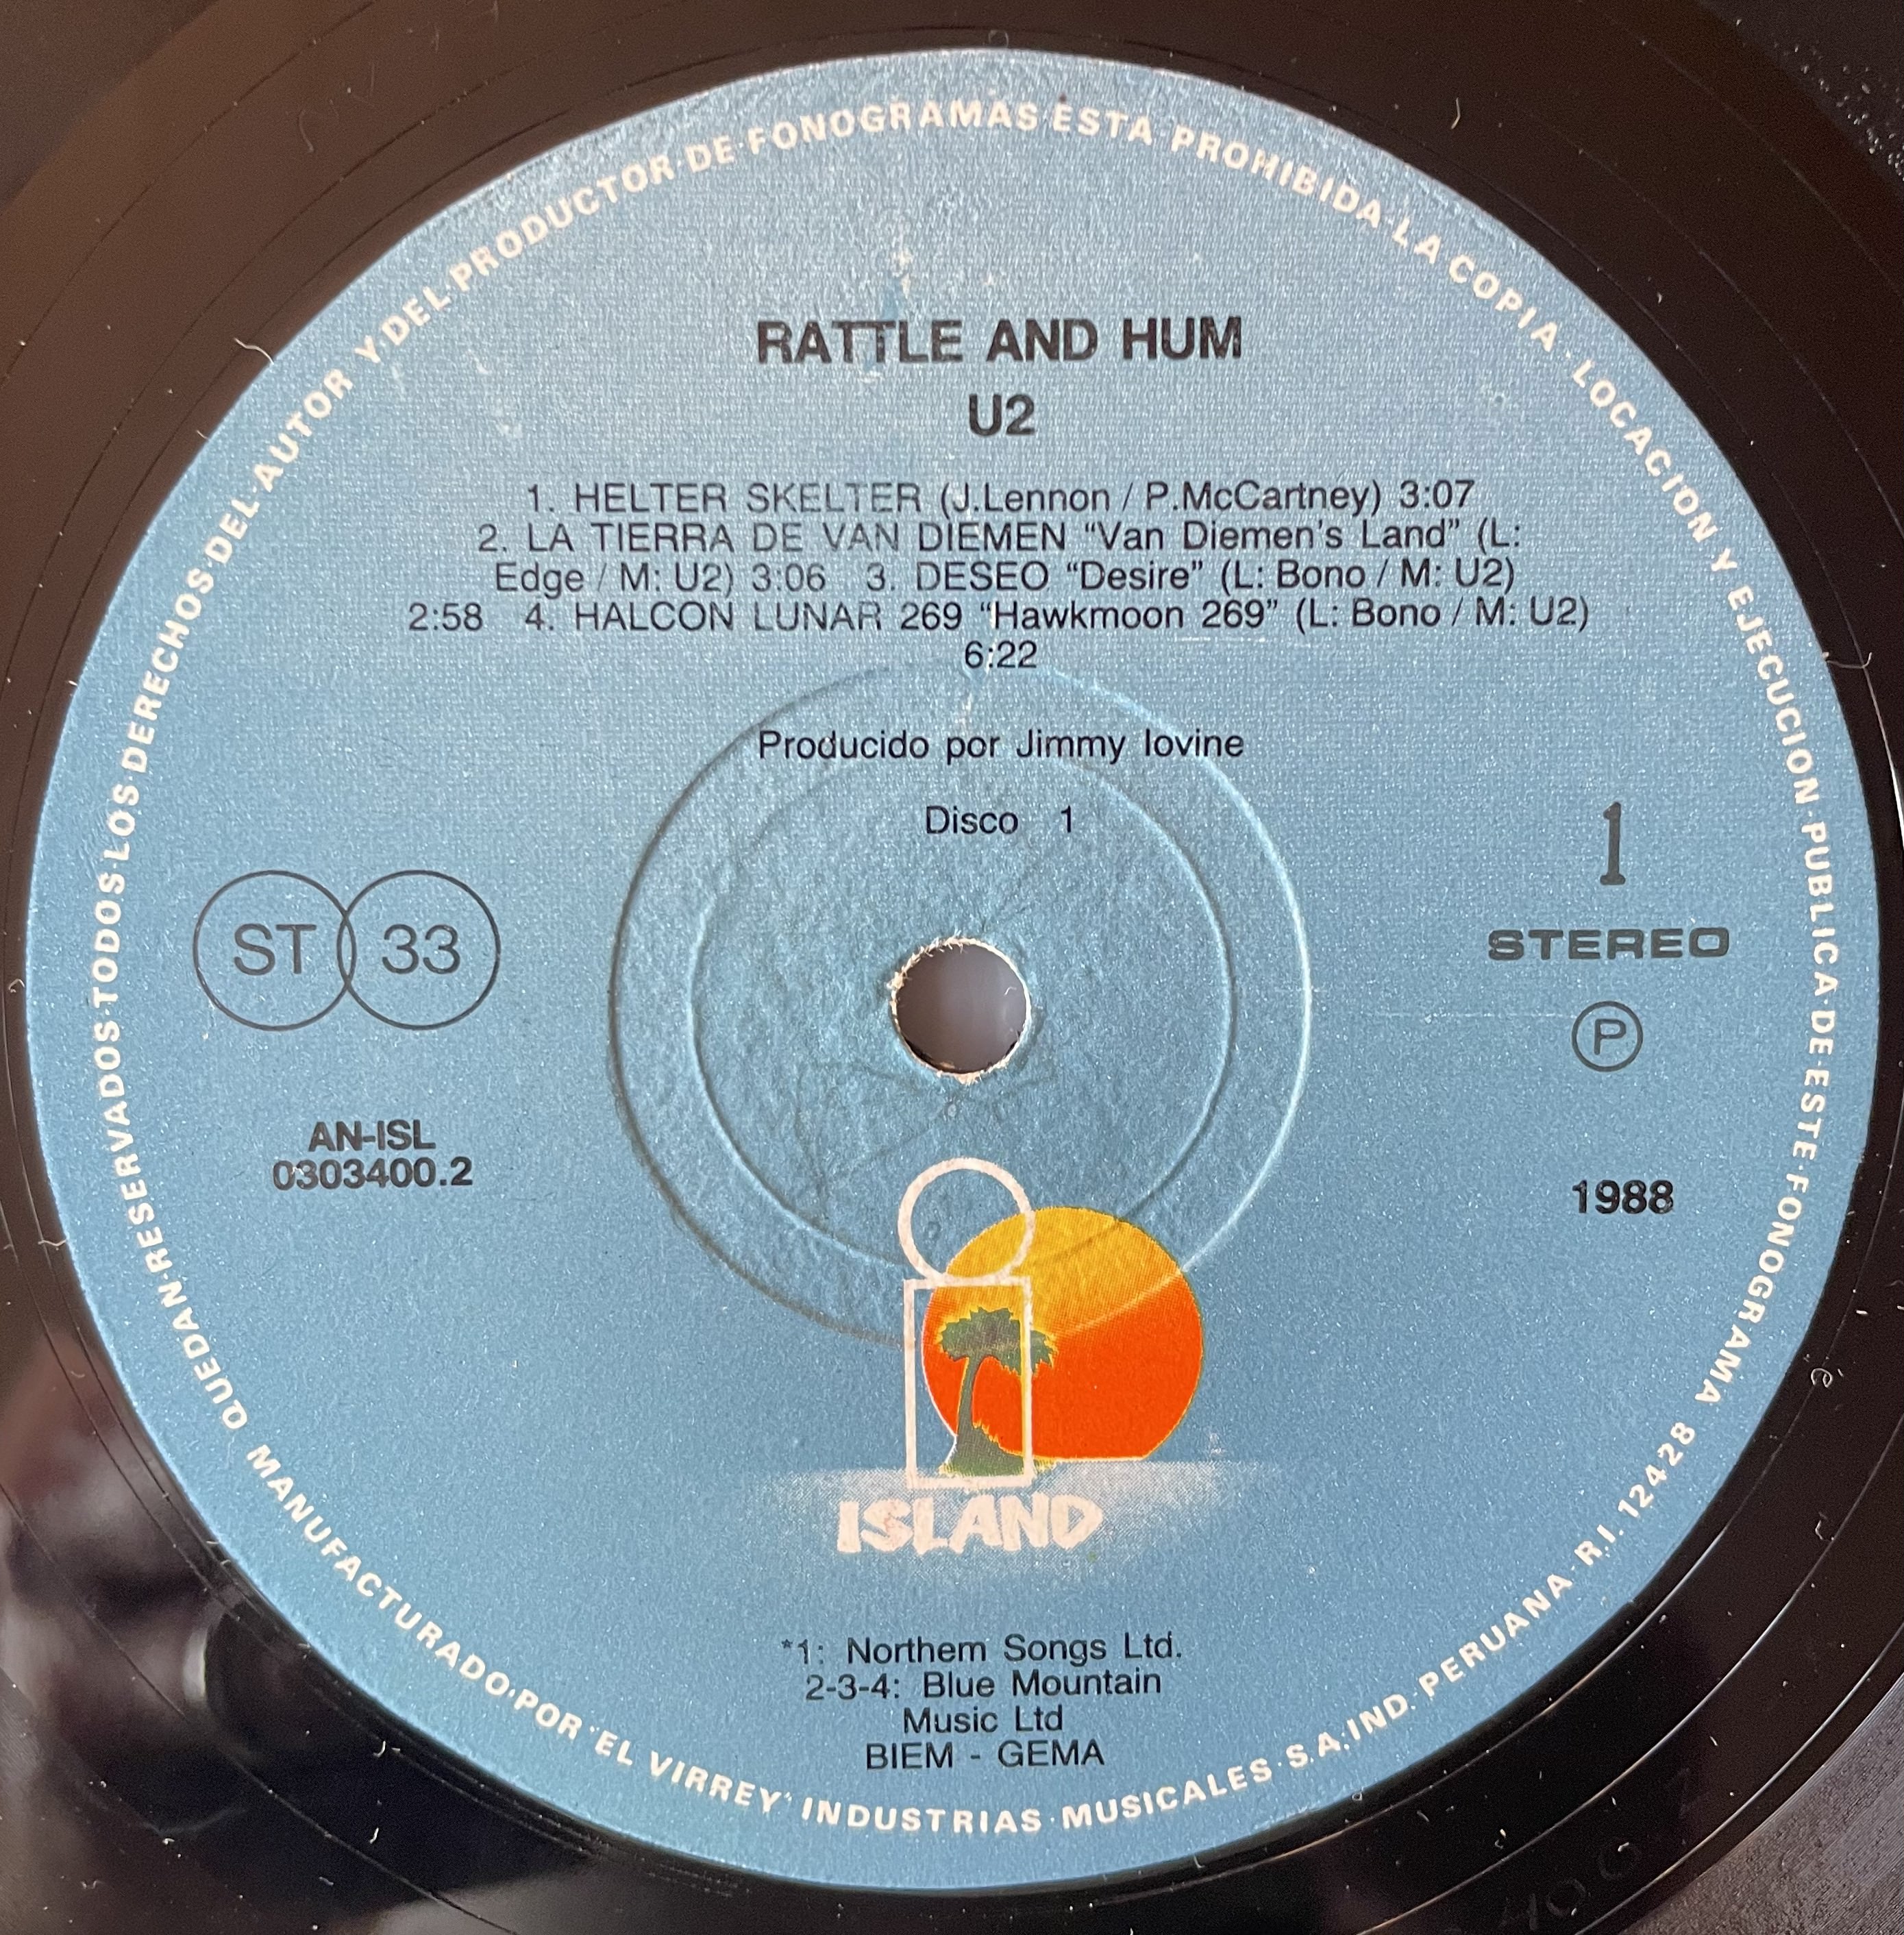 QUEDAN·RESERVADOS·TODOS·LOS·DERECHOS·DEL·AUTOR Y·DEL·PRODUCTOR·DE·FONOGRAMAS·ESTA PROHIBIDA·LA COPIA·LOCACION Y EJECUCION·PUBLICA·DE·ESTE·FONOGRAMA
RATTLE AND HUM
U2
1. HELTER SKELTER (J.Lennon / P.McCartney) 3:07
2. LA TIERRA DE VAN DIEMEN “Van Diemen's Land” (L:
Edge / M: U2) 3:06 3. DESEO “Desire” (L: Bono / M: U2)
2:58 4. HALCON LUNAR 269 “Hawkmoon 269” (L: Bono / M: U2)
6:22
Producido por Jimmy Iovine
Disco 1
ST 33
1
STEREO
P
AN-ISL
0303400.2
1988
ISLAND
*1: Northem Songs Ltd.
2-3-4: Blue Mountain
Music Ltd
BIEM - GEMA
MANUFACTURADO·POR·'EL VIRREY' INDUSTRIAS·MUSICALES·S.A.·IND. PERUANA·R.I. 12428